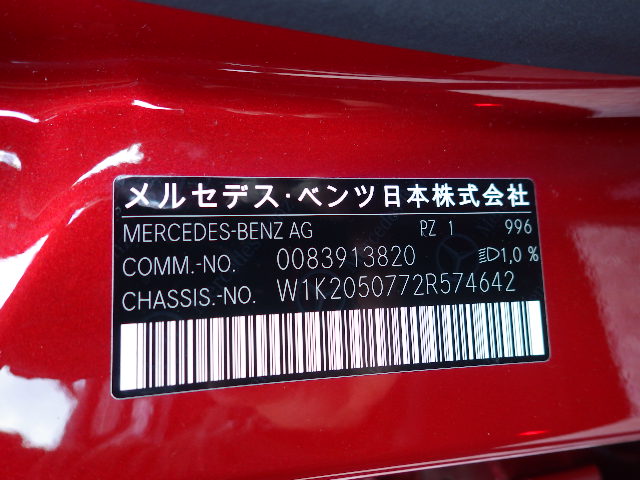 メルセデス・ベンツ日本株式会社
MERCEDES-BENZ AG PZ 1 996
COMM.-NO. 0083913820 1,0 %
CHASSIS.-NO. W1K2050772R574642